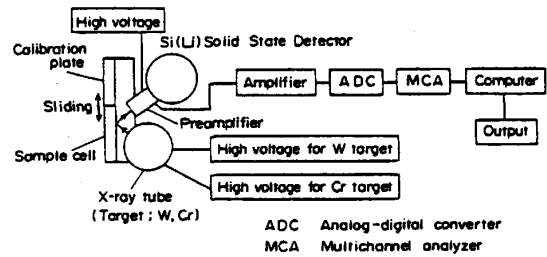 High voltage
Si(Li) Solid State Detector
Calibration
plate
Amplifier
ADC
MCA
Computer
Sliding
Preamplifier
Output
Sample cell
High voltage for W target
High voltage for Cr target
X-ray tube
(Target ; W, Cr)
ADC Analog-digital converter
MCA Multichannel analyzer